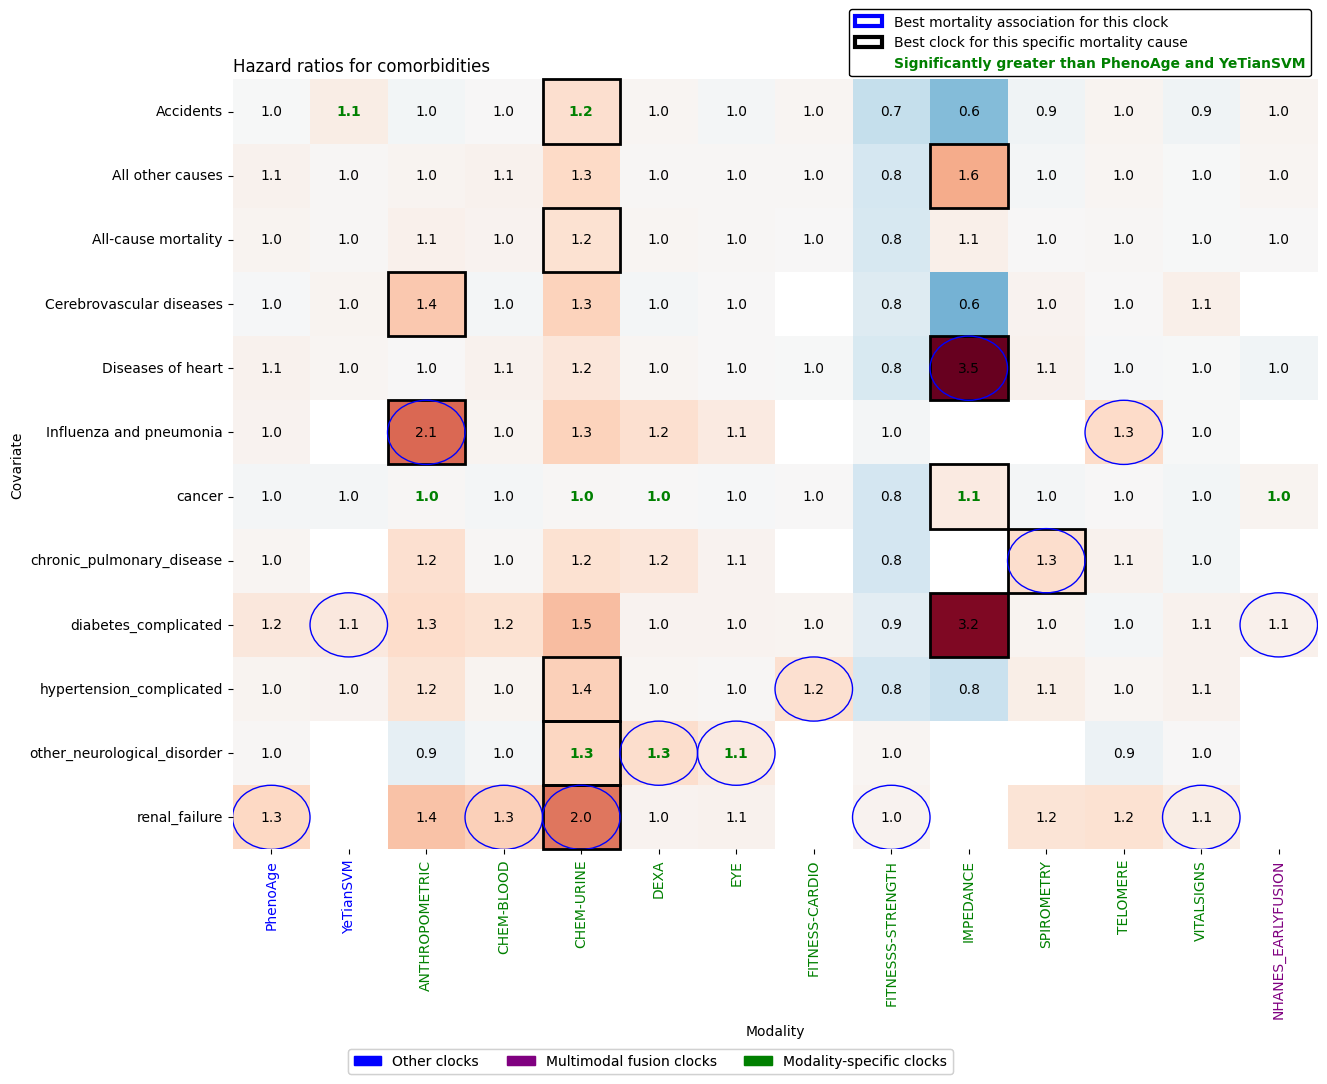 Best mortality association for this clock
Best clock for this specific mortality cause
Significantly greater than PhenoAge and YeTianSVM
Hazard ratios for comorbidities
Accidents 1.0 1.1 1.0 1.0 1.2 1.0 1.0 1.0 0.7 0.6 0.9 1.0 0.9 1.0
All other causes 1.1 1.0 1.0 1.1 1.3 1.0 1.0 1.0 0.8 1.6 1.0 1.0 1.0 1.0
All-cause mortality 1.0 1.0 1.1 1.0 1.2 1.0 1.0 1.0 0.8 1.1 1.0 1.0 1.0 1.0
Cerebrovascular diseases 1.0 1.0 1.4 1.0 1.3 1.0 1.0 0.8 0.6 1.0 1.0 1.1
Diseases of heart 1.1 1.0 1.0 1.1 1.2 1.0 1.0 1.0 0.8 3.5 1.1 1.0 1.0 1.0
Influenza and pneumonia 1.0 2.1 1.0 1.3 1.2 1.1 1.0 1.3 1.0
Covariate
cancer 1.0 1.0 1.0 1.0 1.0 1.0 1.0 1.0 0.8 1.1 1.0 1.0 1.0 1.0
chronic_pulmonary_disease 1.0 1.2 1.0 1.2 1.2 1.1 0.8 1.3 1.1 1.0
diabetes_complicated 1.2 1.1 1.3 1.2 1.5 1.0 1.0 1.0 0.9 3.2 1.0 1.0 1.1 1.1
hypertension_complicated 1.0 1.0 1.2 1.0 1.4 1.0 1.0 1.2 0.8 0.8 1.1 1.0 1.1
other_neurological_disorder 1.0 0.9 1.0 1.3 1.3 1.1 1.0 0.9 1.0
renal_failure 1.3 1.4 1.3 2.0 1.0 1.1 1.0 1.2 1.2 1.1
PhenoAge
YeTianSVM
ANTHROPOMETRIC
CHEM-BLOOD
CHEM-URINE
DEXA
EYE
FITNESS-CARDIO
FITNESSS-STRENGTH
IMPEDANCE
SPIROMETRY
TELOMERE
VITALSIGNS
NHANES_EARLYFUSION
Modality
Other clocks
Multimodal fusion clocks
Modality-specific clocks